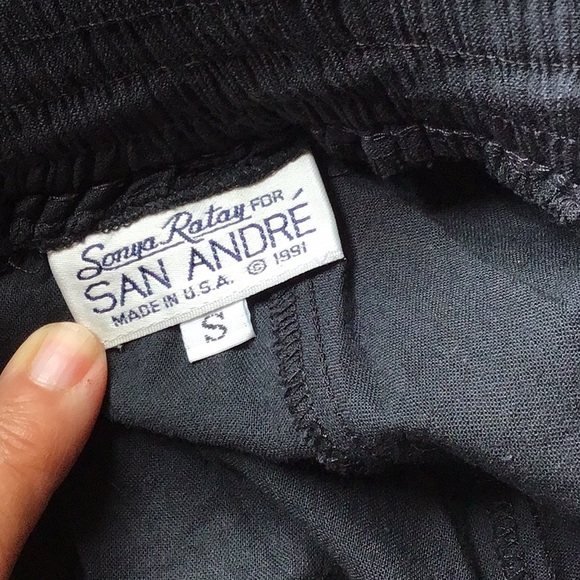 Sonya Ratay FOR
SAN ANDRÉ
MADE IN U.S.A. © 1991
S